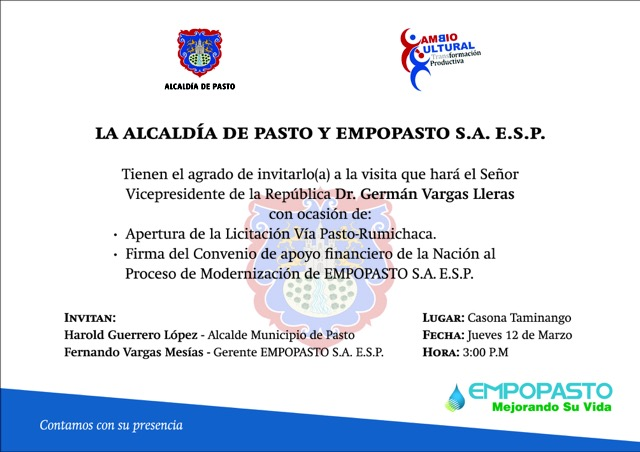 ALCALDÍA DE PASTO
CAMBIO
CULTURAL
Transformación
Productiva
LA ALCALDÍA DE PASTO Y EMPOPASTO S.A. E.S.P.
Tienen el agrado de invitarlo(a) a la visita que hará el Señor
Vicepresidente de la República Dr. Germán Vargas Lleras
con ocasión de:
· Apertura de la Licitación Vía Pasto-Rumichaca.
· Firma del Convenio de apoyo financiero de la Nación al
Proceso de Modernización de EMPOPASTO S.A. E.S.P.
INVITAN:
Harold Guerrero López - Alcalde Municipio de Pasto
Fernando Vargas Mesías - Gerente EMPOPASTO S.A. E.S.P.
LUGAR: Casona Taminango
FECHA: Jueves 12 de Marzo
HORA: 3:00 P.M
EMPOPASTO
Mejorando Su Vida
Contamos con su presencia